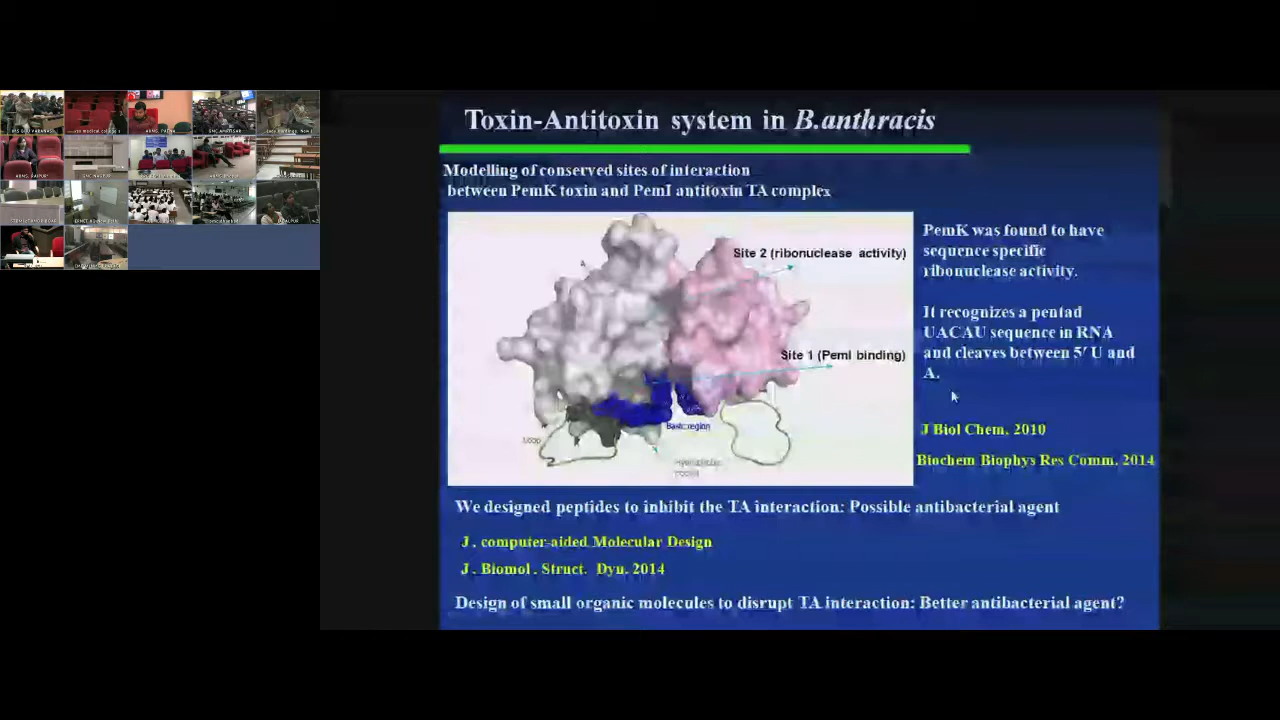 Toxin-Antitoxin system in B.anthracis
Modelling of conserved sites of interaction
between PemK toxin and PemI antitoxin TA complex
Site 2 (ribonuclease activity)
Site 1 (PemI binding)
Basic region
Loop
PemK was found to have
sequence specific
ribonuclease activity.
It recognizes a pentad
UACAU sequence in RNA
and cleaves between 5' U and
A.
J Biol Chem. 2010
Biochem Biophys Res Comm. 2014
We designed peptides to inhibit the TA interaction: Possible antibacterial agent
J . computer-aided Molecular Design
J . Biomol . Struct. Dyn. 2014
Design of small organic molecules to disrupt TA interaction: Better antibacterial agent?